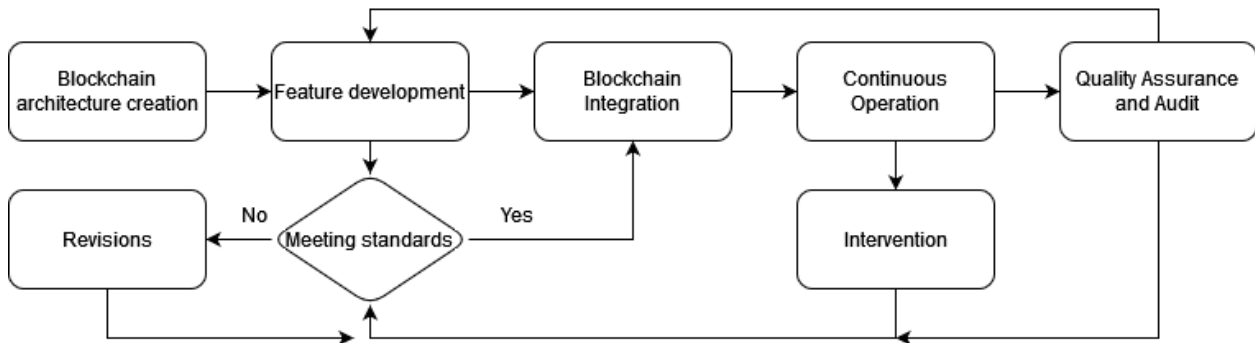 Blockchain
architecture creation
Feature development
Blockchain
Integration
Continuous
Operation
Quality Assurance
and Audit
Revisions
No
Meeting standards
Yes
Intervention